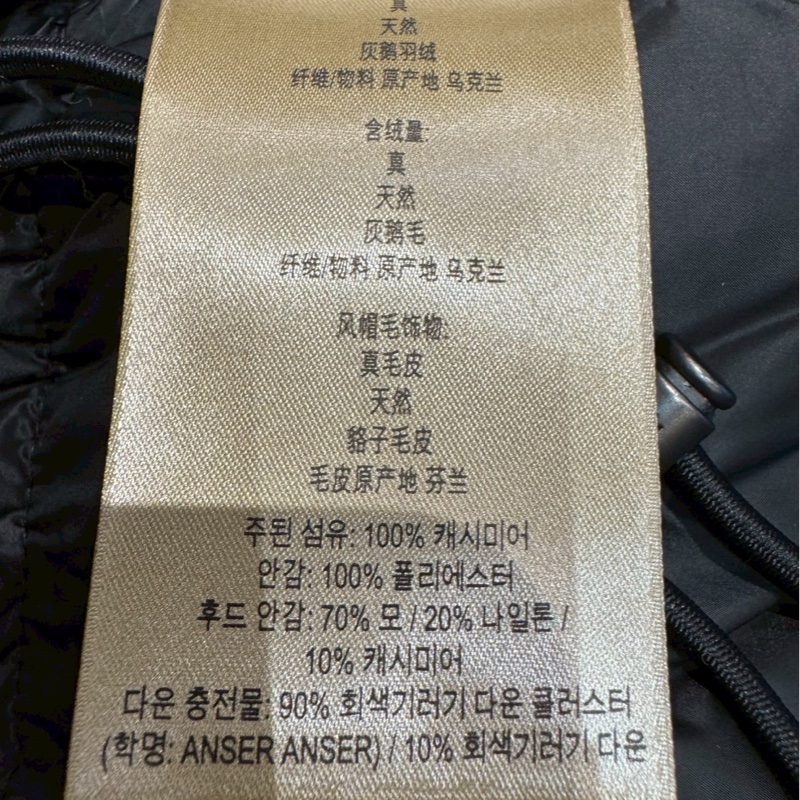 真
天然
灰鹅羽绒
纤维/物料 原产地 乌克兰
含绒量:
真
天然
灰鹅毛
纤维/物料 原产地 乌克兰
风帽毛饰物:
真毛皮
天然
貉子毛皮
毛皮原产地 芬兰
주된 섬유: 100% 캐시미어
안감: 100% 폴리에스터
후드 안감: 70% 모 / 20% 나일론 /
10% 캐시미어
다운 충전물: 90% 회색기러기 다운 클러스터
(학명: ANSER ANSER) / 10% 회색기러기 다운